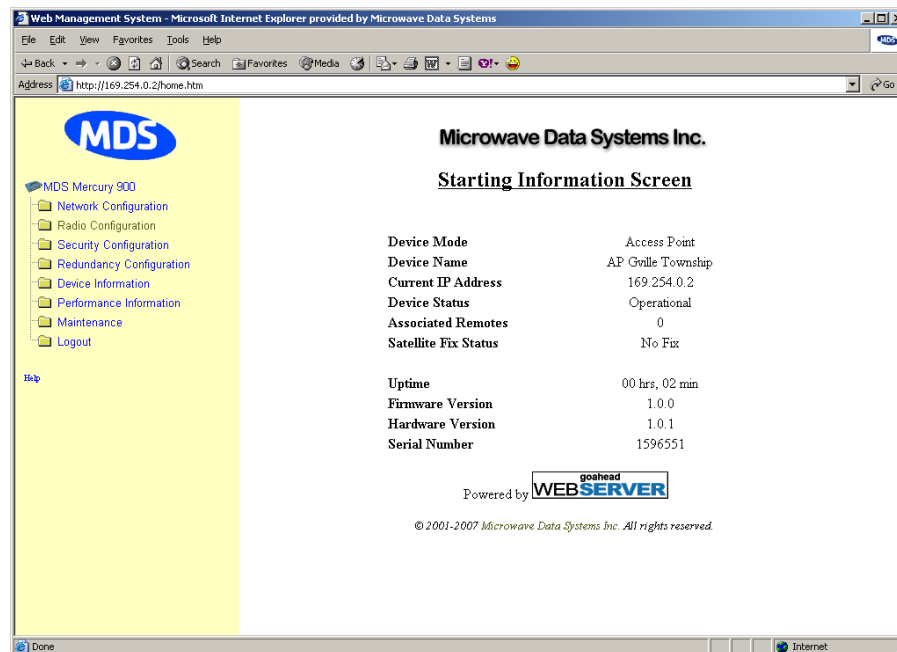 Web Management System - Microsoft Internet Explorer provided by Microwave Data Systems
File Edit View Favorites Tools Help
MDS
Back Search Favorites Media
Address http://169.254.0.2/home.htm Go
MDS
MDS Mercury 900
Network Configuration
Radio Configuration
Security Configuration
Redundancy Configuration
Device Information
Performance Information
Maintenance
Logout
Help
Microwave Data Systems Inc.
Starting Information Screen
Device Mode Access Point
Device Name AP Gville Township
Current IP Address 169.254.0.2
Device Status Operational
Associated Remotes 0
Satellite Fix Status No Fix
Uptime 00 hrs, 02 min
Firmware Version 1.0.0
Hardware Version 1.0.1
Serial Number 1596551
Powered by goahead WEBSERVER
© 2001-2007 Microwave Data Systems Inc. All rights reserved.
Done Internet